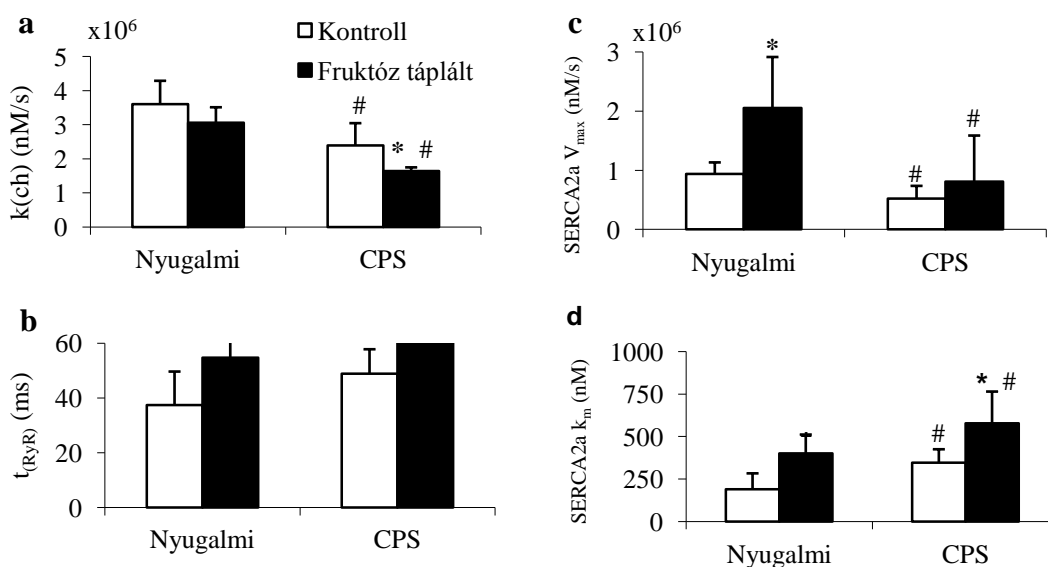 a
x10⁶
k(ch) (nM/s)
5
4
3
2
1
0
Kontroll
Fruktóz táplált
#
* #
Nyugalmi
CPS
c
x10⁶
SERCA2a Vmax (nM/s)
3
2
1
0
*
#
#
Nyugalmi
CPS
b
t(RyR) (ms)
60
40
20
0
Nyugalmi
CPS
d
SERCA2a km (nM)
1000
750
500
250
0
#
* #
Nyugalmi
CPS